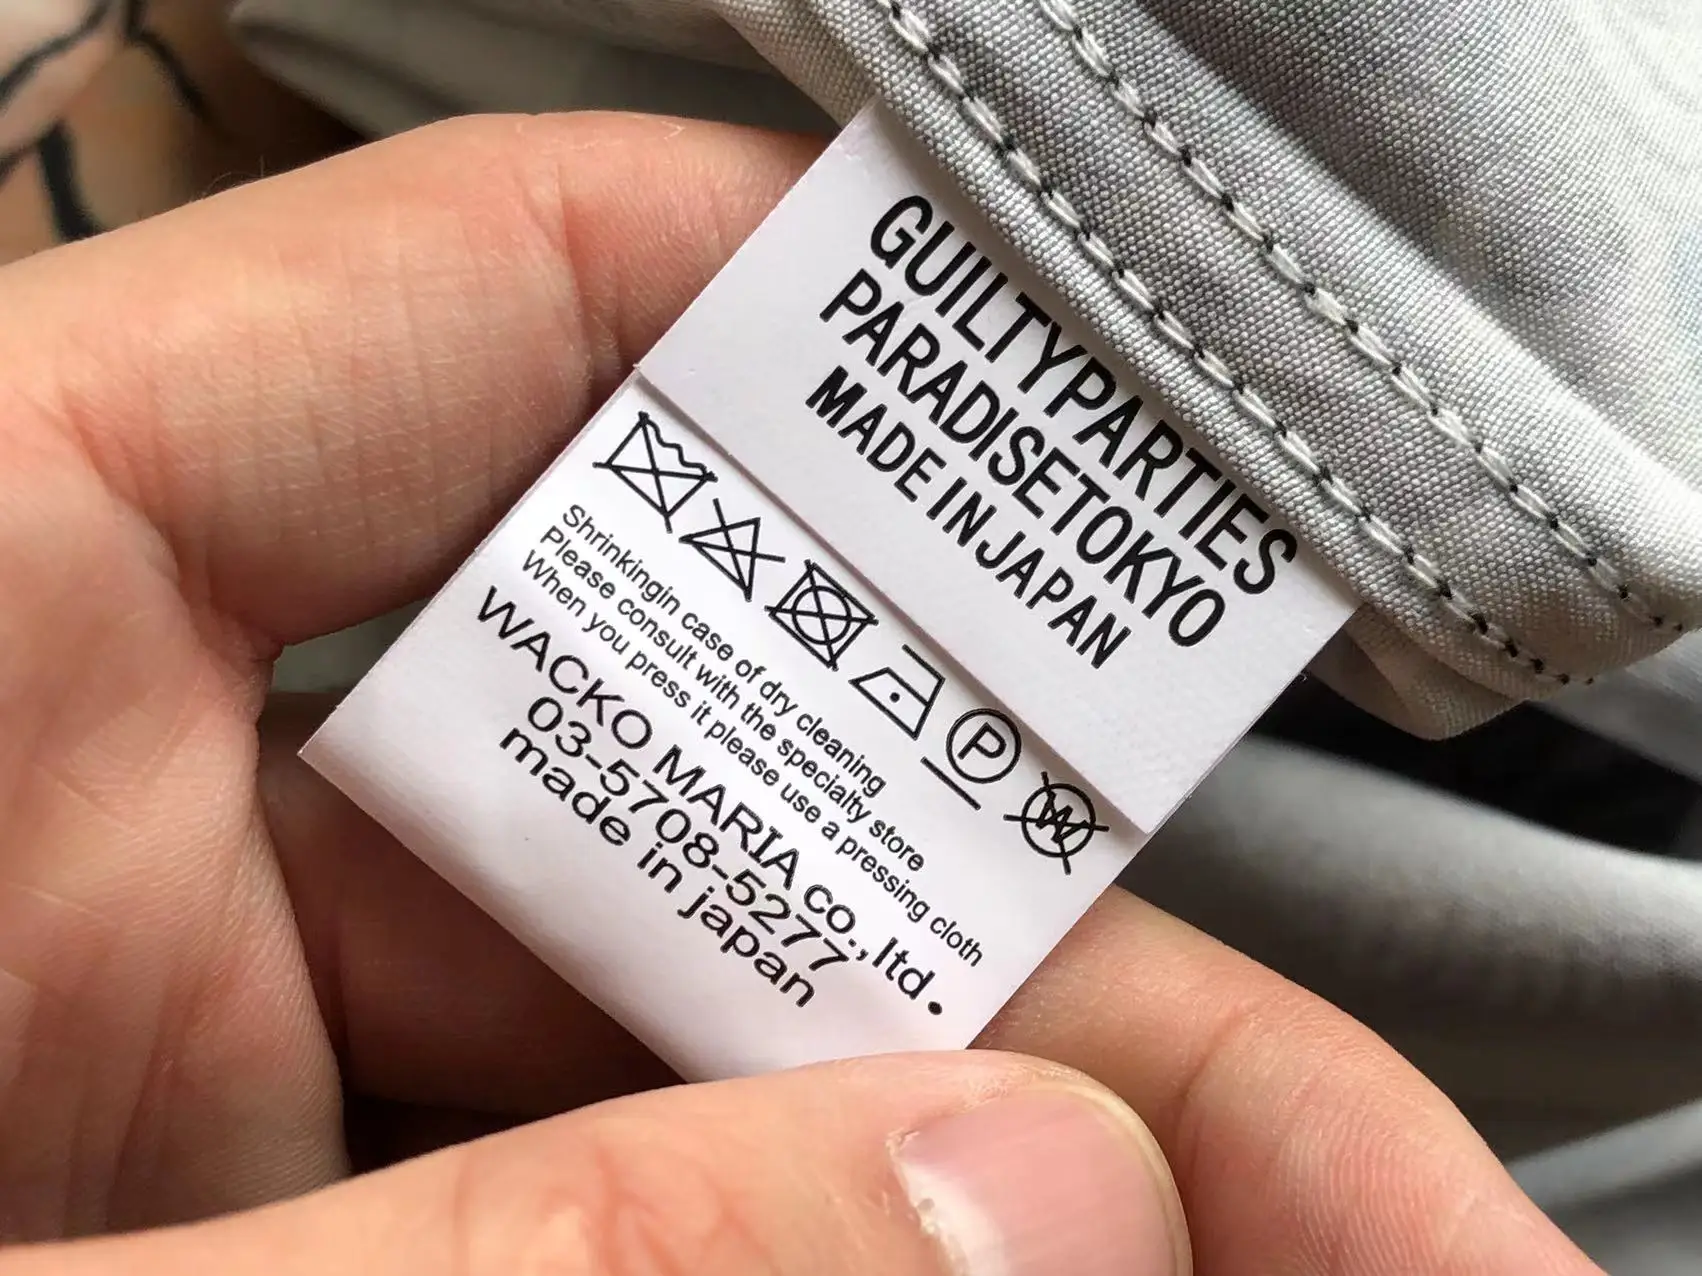 GUILTYPARTIES
PARADISETOKYO
MADE IN JAPAN
P
W
Shrinkingin case of dry cleaning
Please consult with the specialty store
When you press it please use a pressing cloth
WACKO MARIA co.,ltd.
03-5708-5277
made in japan